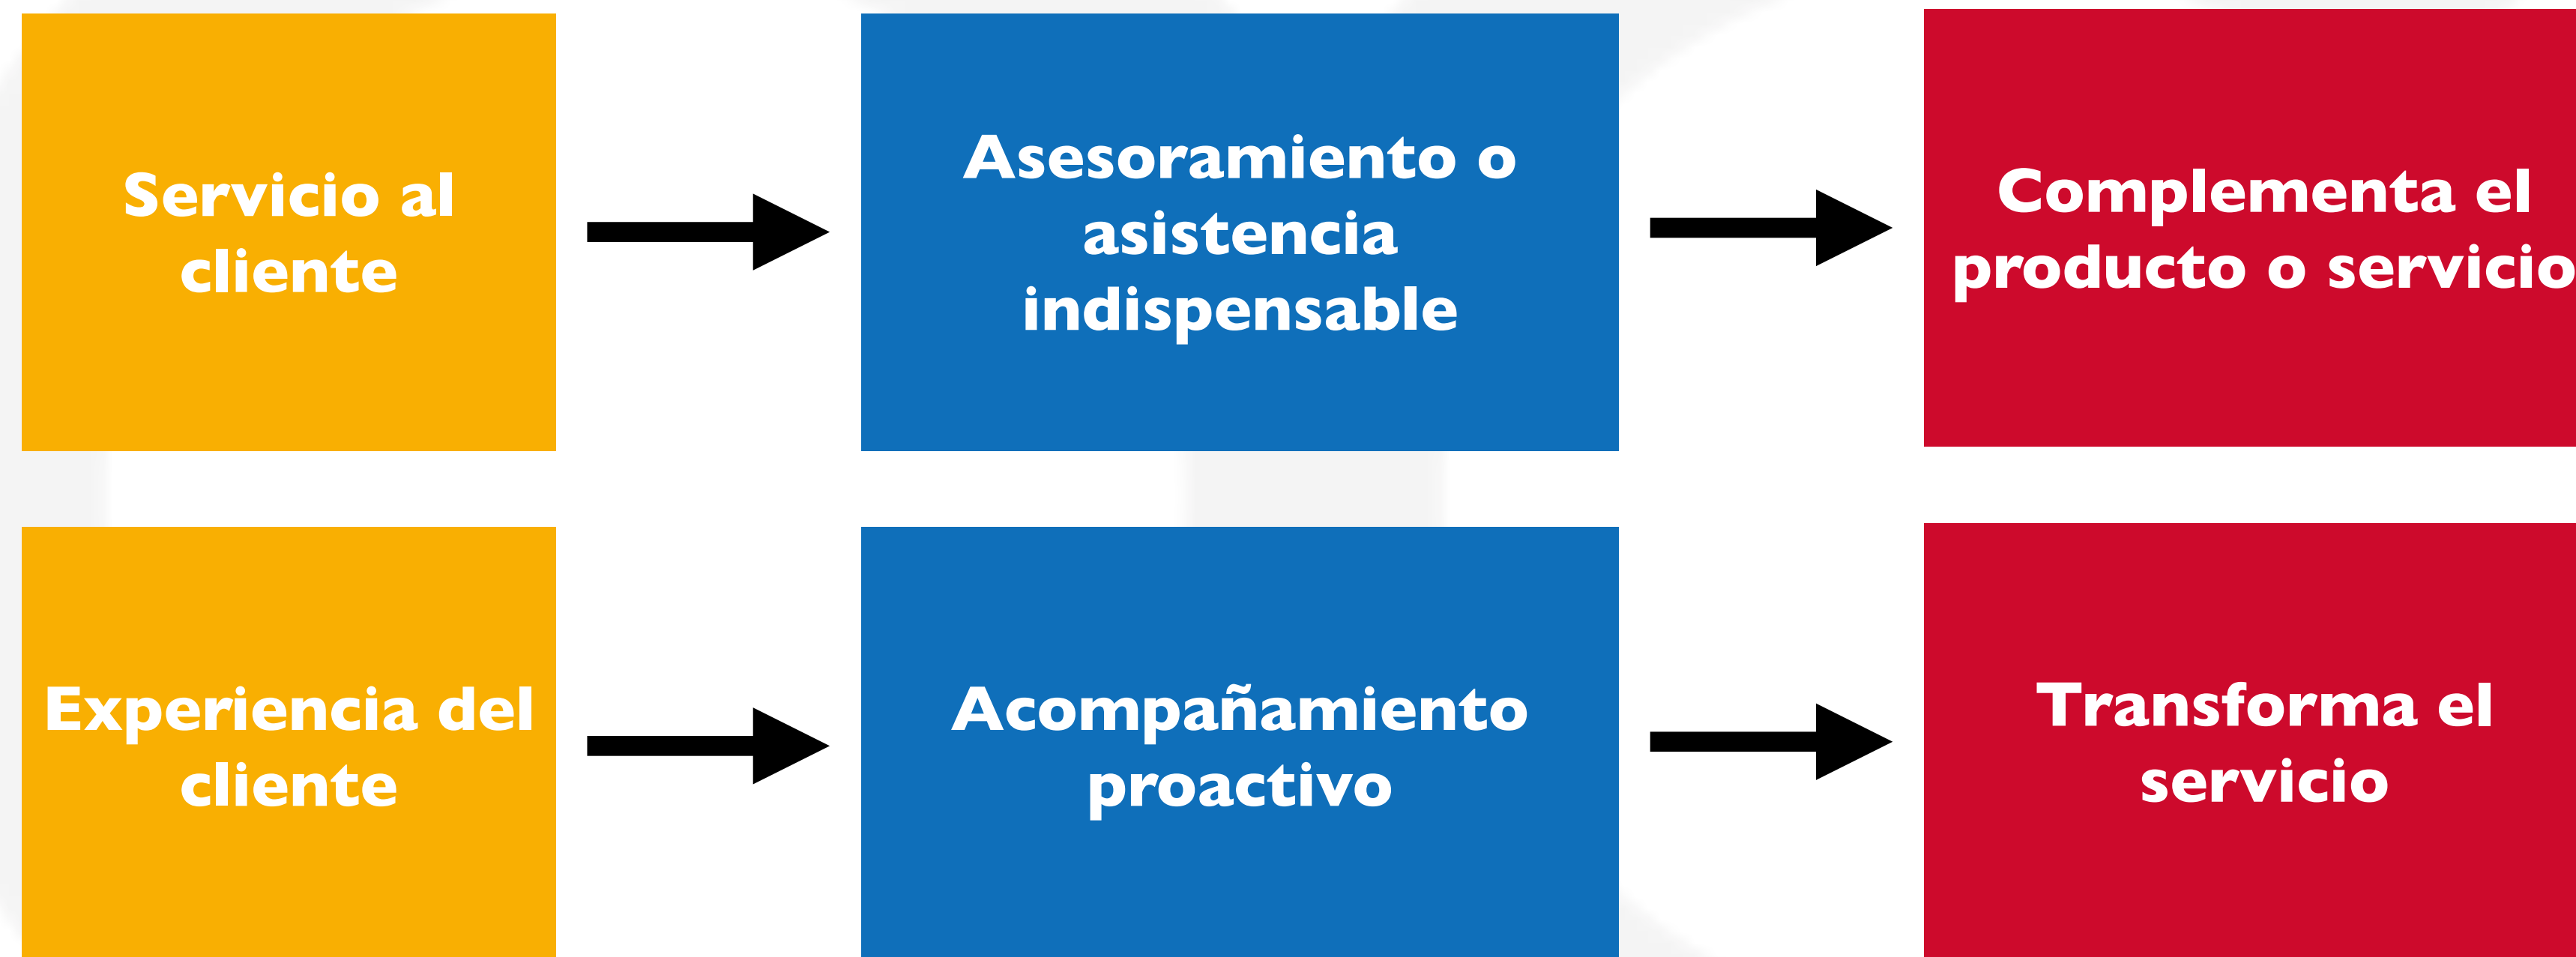 Servicio al
cliente
Asesoramiento o
asistencia
indispensable
Complementa el
producto o servicio
Experiencia del
cliente
Acompañamiento
proactivo
Transforma el
servicio